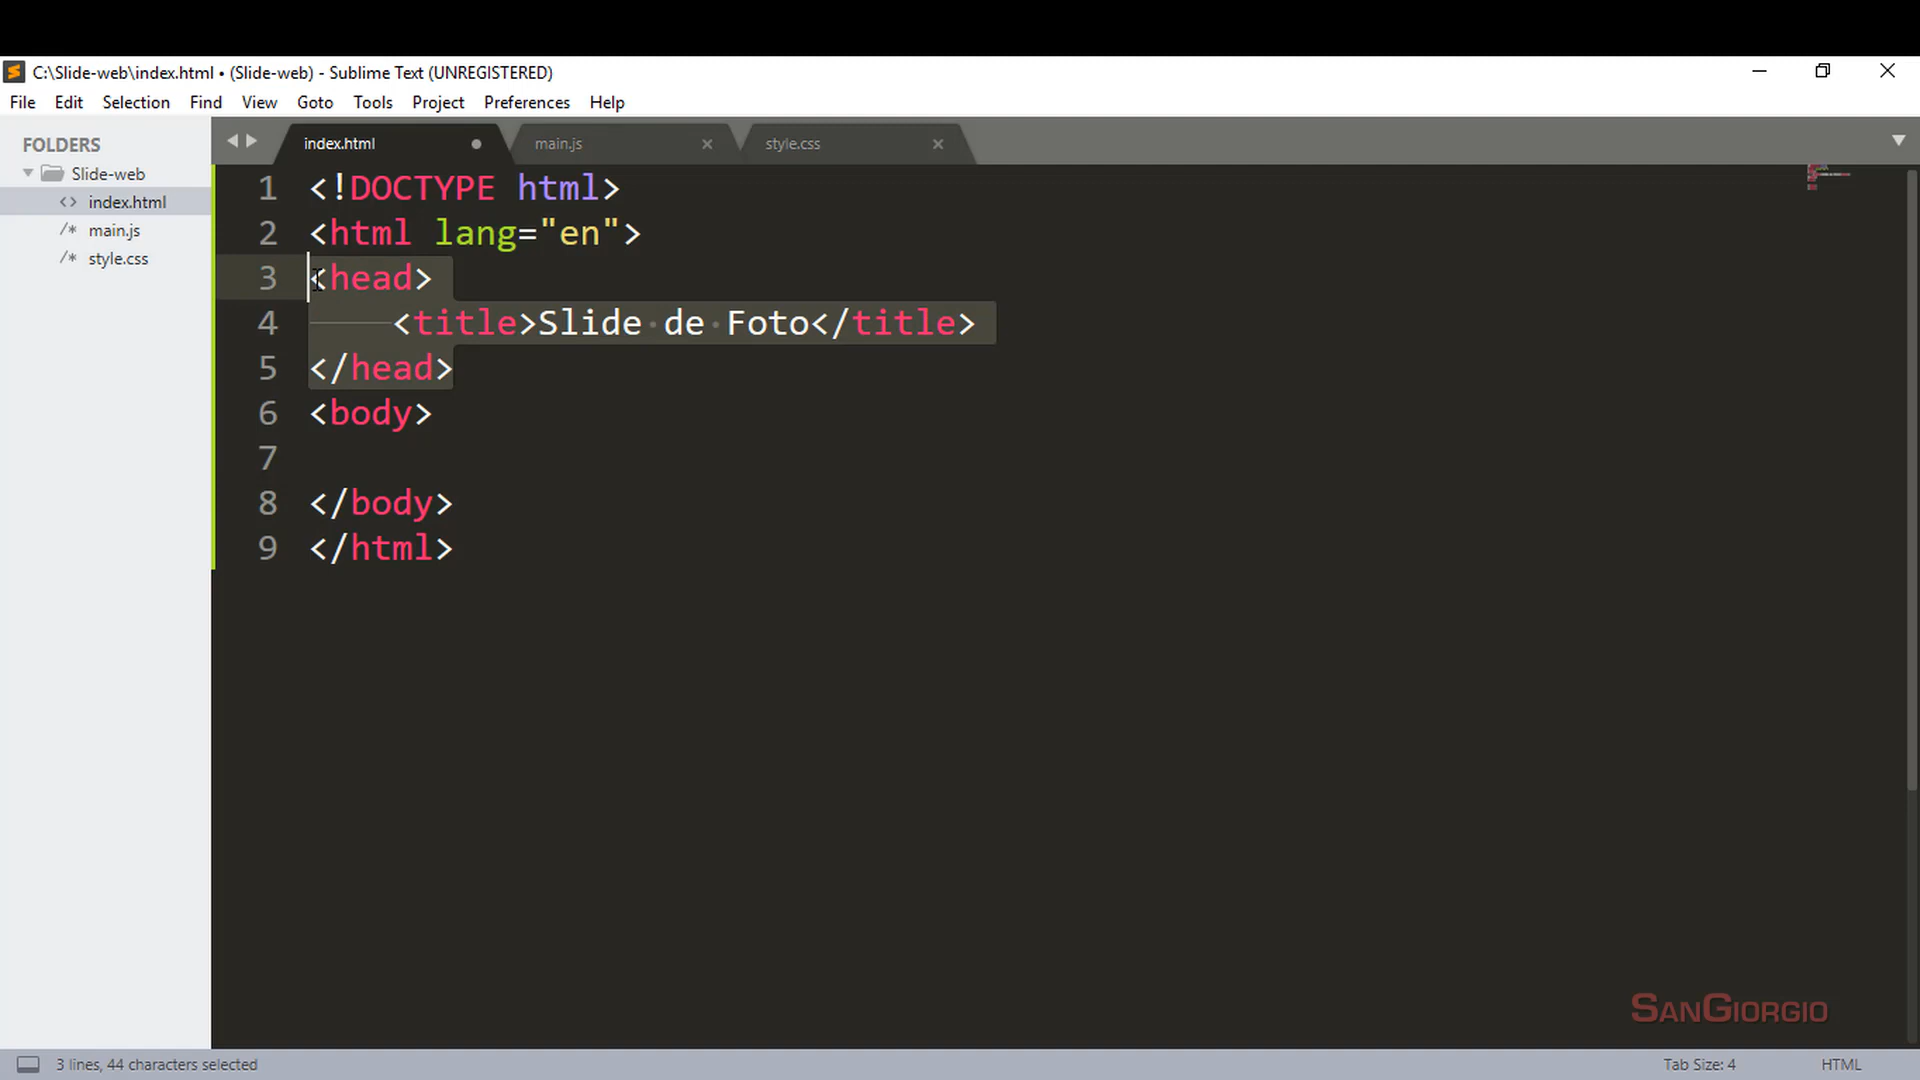 C:\Slide-web\index.html • (Slide-web) - Sublime Text (UNREGISTERED)
File Edit Selection Find View Goto Tools Project Preferences Help
FOLDERS
Slide-web
<> index.html
/* main.js
/* style.css
index.html main.js style.css
1 <!DOCTYPE html>
2 <html lang="en">
3 <head>
4 <title>Slide de Foto</title>
5 </head>
6 <body>
7
8 </body>
9 </html>
SANGIORGIO
3 lines, 44 characters selected Tab Size: 4 HTML